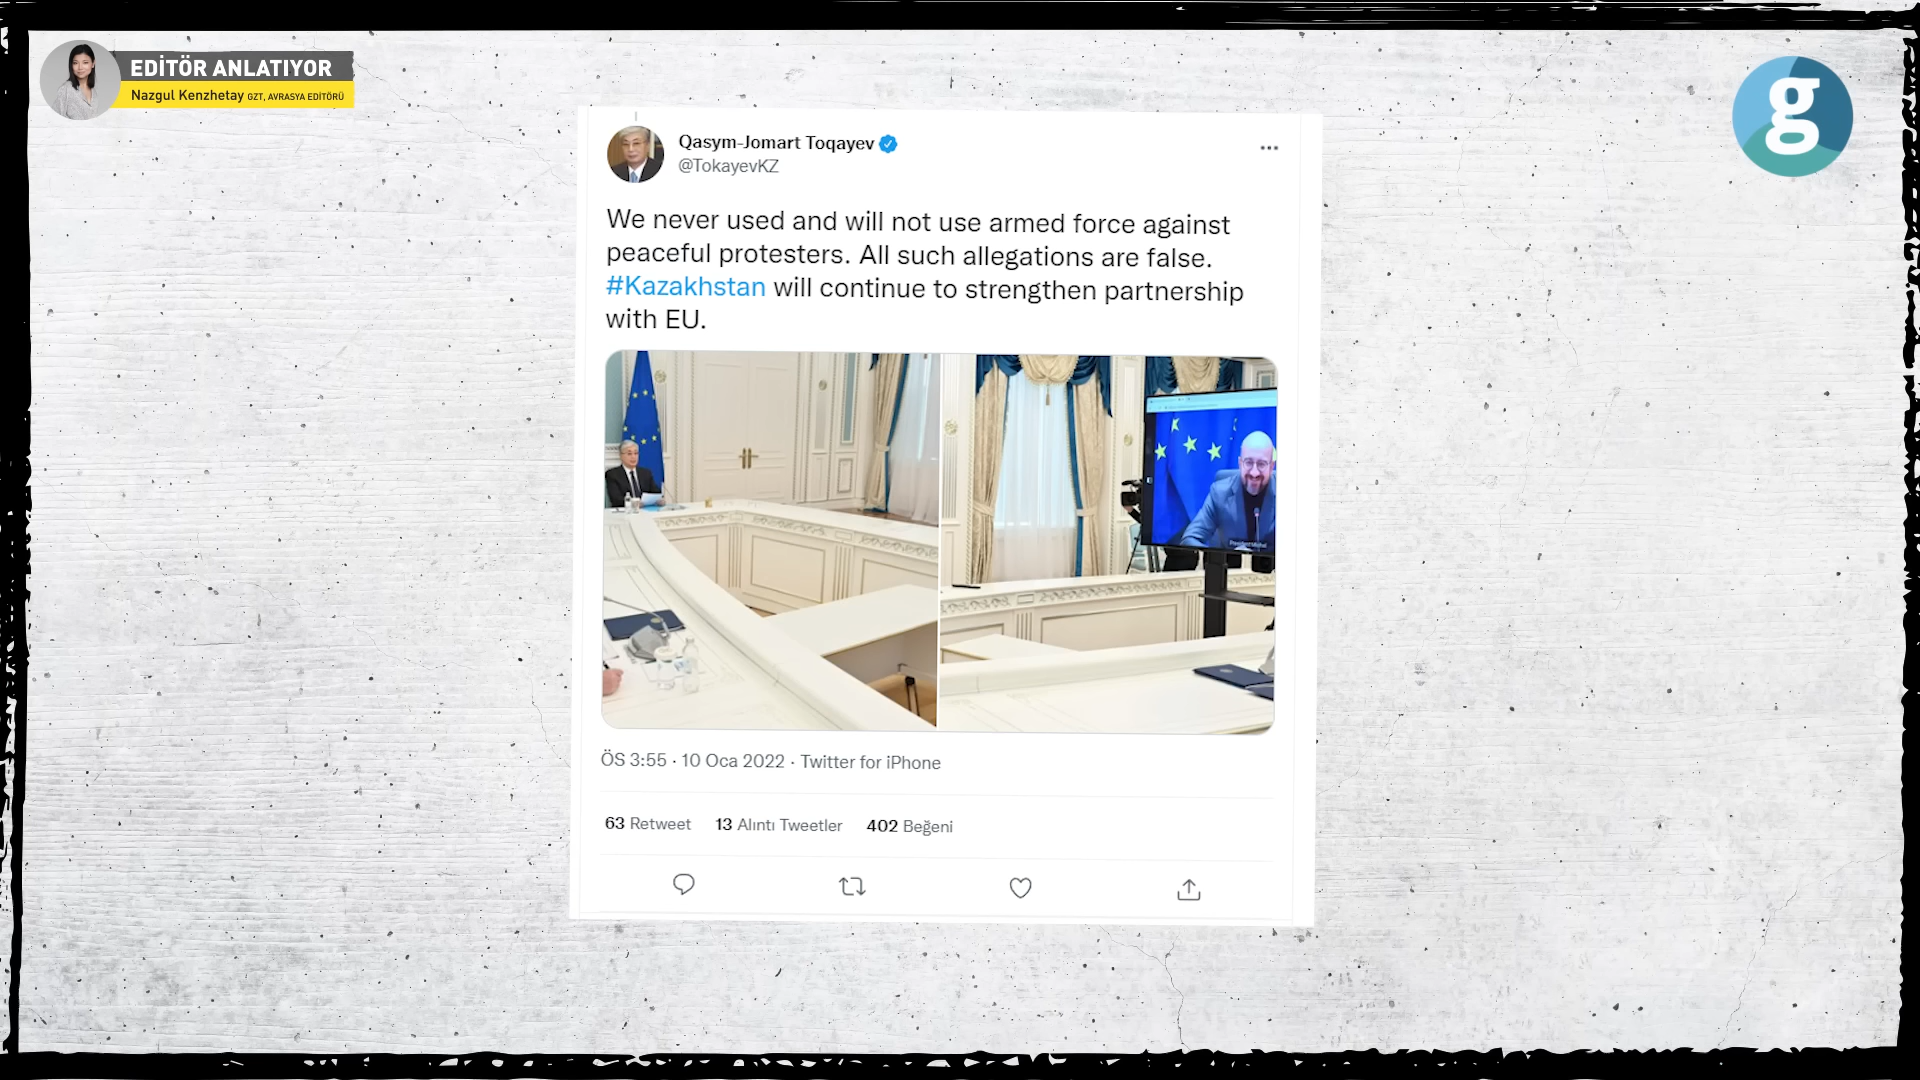 EDİTÖR ANLATIYOR
Nazgul Kenzhetay GZT, AVRASYA EDİTÖRÜ
g
Qasym-Jomart Toqayev
@TokayevKZ
We never used and will not use armed force against
peaceful protesters. All such allegations are false.
#Kazakhstan will continue to strengthen partnership
with EU.
President Michel
ÖS 3:55 · 10 Oca 2022 · Twitter for iPhone
63 Retweet 13 Alıntı Tweetler 402 Beğeni